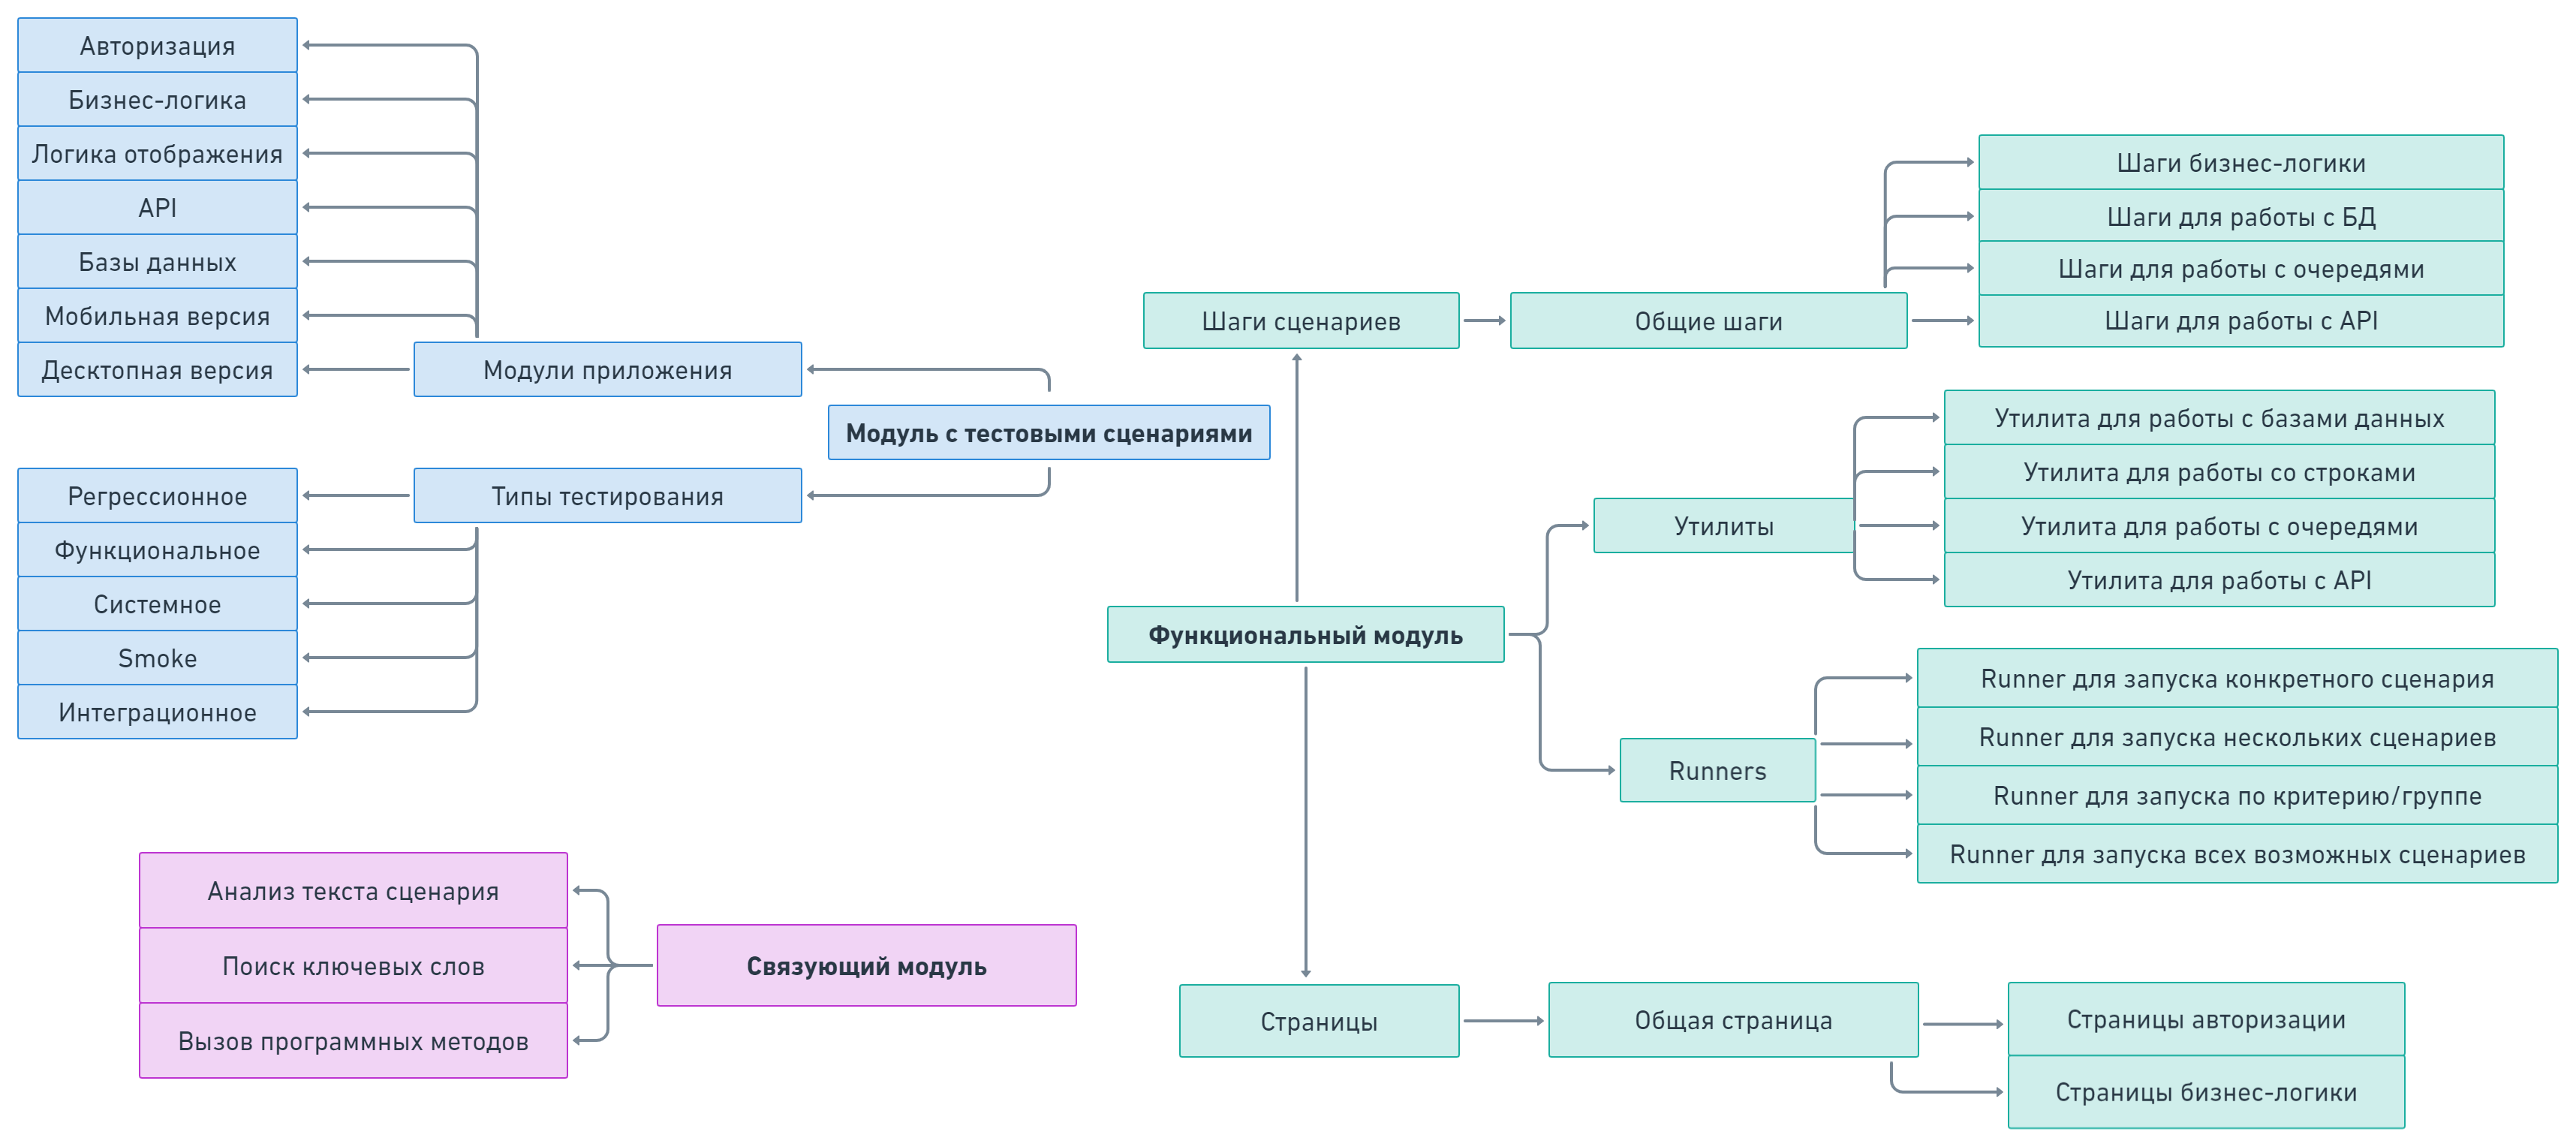 Авторизация
Бизнес-логика
Логика отображения
API
Базы данных
Мобильная версия
Десктопная версия
Модули приложения
Модуль с тестовыми сценариями
Типы тестирования
Регрессионное
Функциональное
Системное
Smoke
Интеграционное
Шаги сценариев
Общие шаги
Шаги бизнес-логики
Шаги для работы с БД
Шаги для работы с очередями
Шаги для работы с API
Функциональный модуль
Утилиты
Утилита для работы с базами данных
Утилита для работы со строками
Утилита для работы с очередями
Утилита для работы с API
Runners
Runner для запуска конкретного сценария
Runner для запуска нескольких сценариев
Runner для запуска по критерию/группе
Runner для запуска всех возможных сценариев
Анализ текста сценария
Поиск ключевых слов
Вызов программных методов
Связующий модуль
Страницы
Общая страница
Страницы авторизации
Страницы бизнес-логики